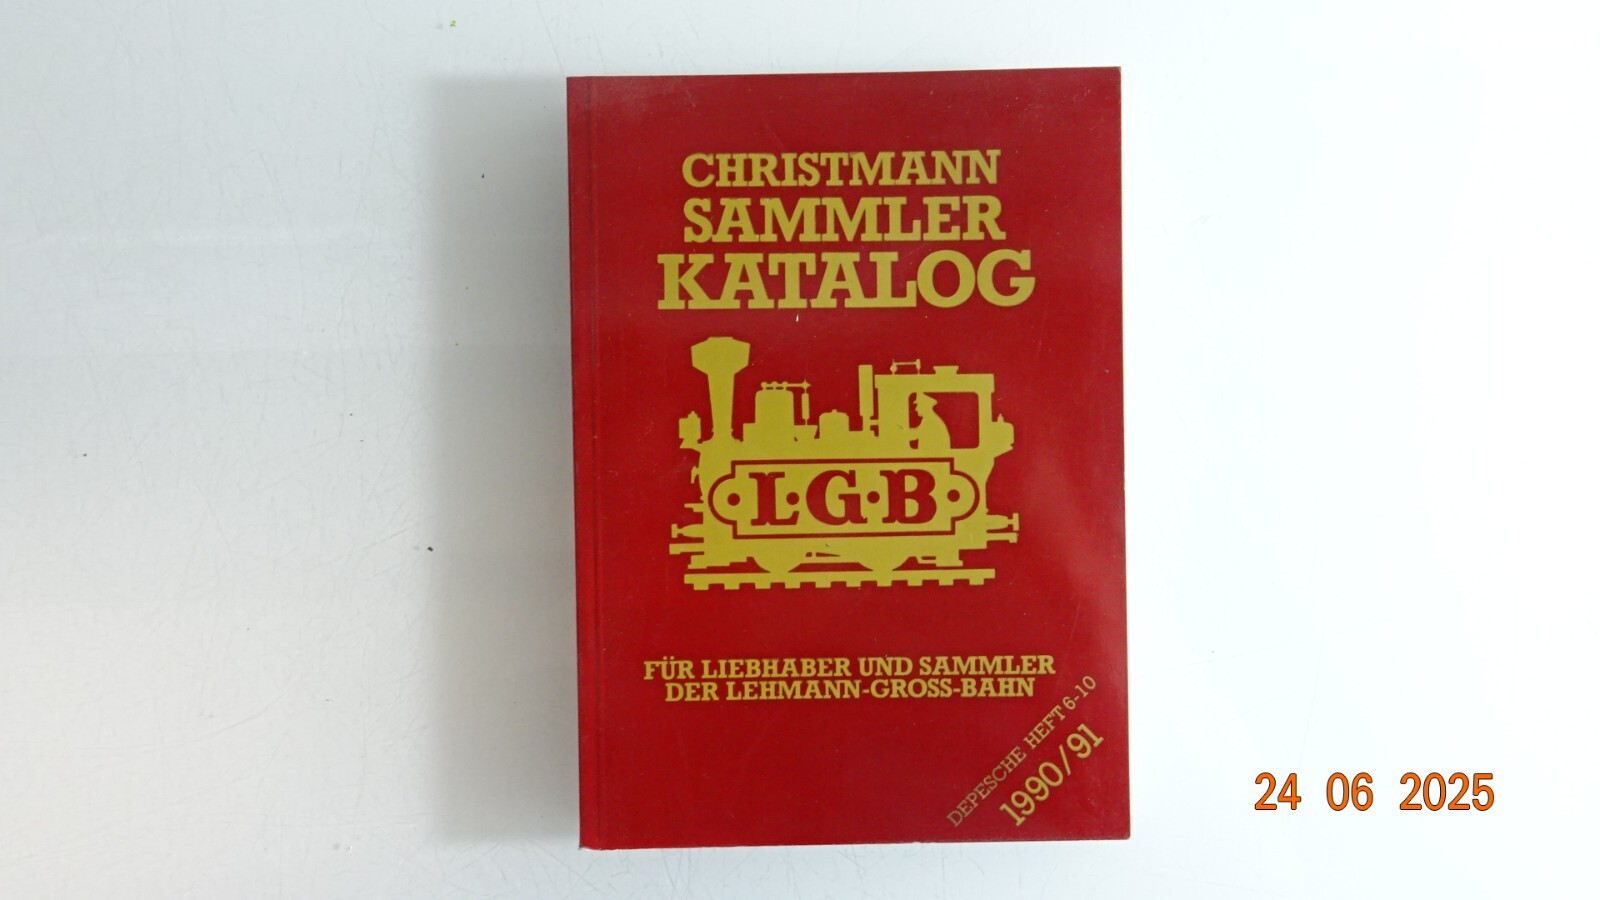 CHRISTMANN
SAMMLER
KATALOG
L·G·B
FÜR LIEBHABER UND SAMMLER
DER LEHMANN-GROSS-BAHN
DEPESCHE HEFT 6-10
1990/91
24 06 2025